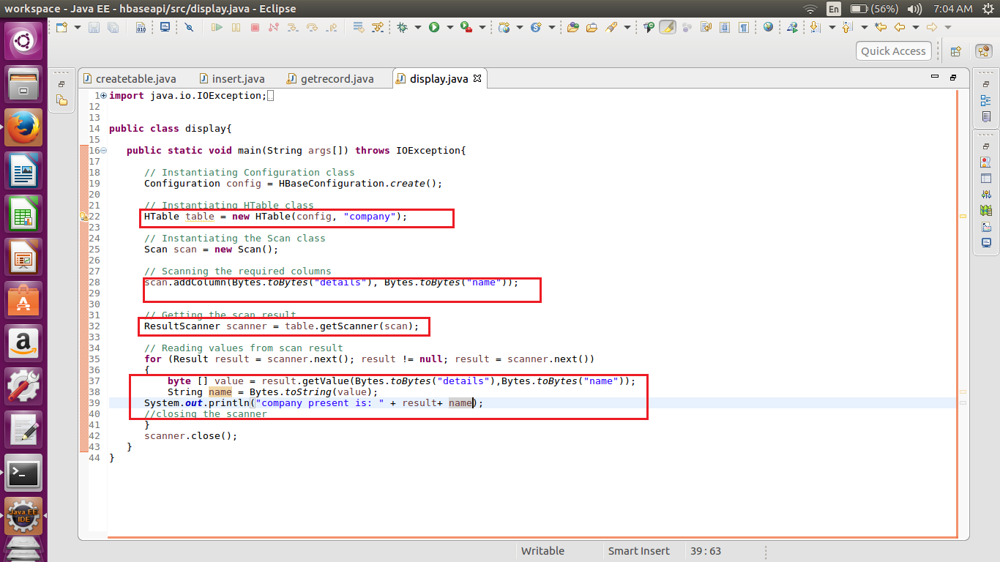 workspace - Java EE - hbaseapi/src/display.java - Eclipse
En (56%) 7:04 AM
Quick Access
createtable.java insert.java getrecord.java display.java
1 import java.io.IOException;
12
13
14 public class display{
15
16 public static void main(String args[]) throws IOException{
17
18 // Instantiating Configuration class
19 Configuration config = HBaseConfiguration.create();
20
21 // Instantiating HTable class
22 HTable table = new HTable(config, "company");
23
24 // Instantiating the Scan class
25 Scan scan = new Scan();
26
27 // Scanning the required columns
28 scan.addColumn(Bytes.toBytes("details"), Bytes.toBytes("name"));
29
30
31 // Getting the scan result
32 ResultScanner scanner = table.getScanner(scan);
33
34 // Reading values from scan result
35 for (Result result = scanner.next(); result != null; result = scanner.next())
36 {
37 byte [] value = result.getValue(Bytes.toBytes("details"),Bytes.toBytes("name"));
38 String name = Bytes.toString(value);
39 System.out.println("company present is: " + result+ name);
40 //closing the scanner
41 }
42 scanner.close();
43 }
44 }
Java EE
IDE
Writable Smart Insert 39 : 63